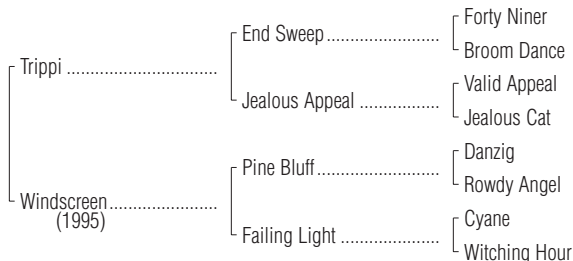 Forty Niner
End Sweep.........................
Broom Dance
Trippi ................................
Valid Appeal
Jealous Appeal .................
Jealous Cat
Danzig
Pine Bluff..........................
Rowdy Angel
Windscreen.......................
(1995)
Cyane
Failing Light .....................
Witching Hour